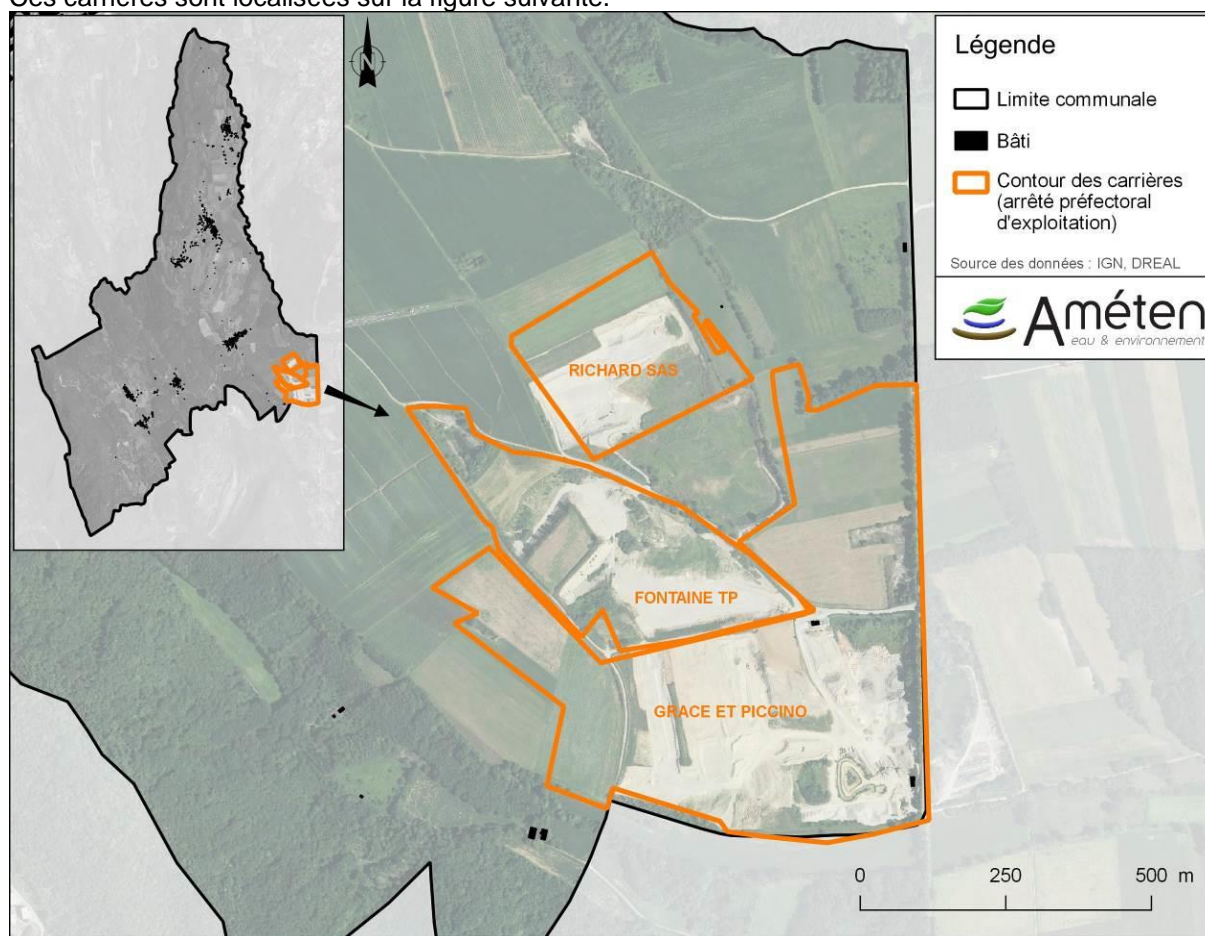 Ces carrières sont localisées sur la figure suivante.
N
Légende
Limite communale
Bâti
Contour des carrières
(arrêté préfectoral
d'exploitation)
Source des données : IGN, DREAL
Améten
eau & environnement
RICHARD SAS
FONTAINE TP
GRACE ET PICCINO
0 250 500 m